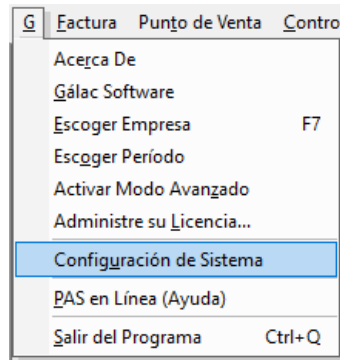 G Factura Punto de Venta Contro
Acerca De
Gálac Software
Escoger Empresa F7
Escoger Período
Activar Modo Avanzado
Administre su Licencia...
Configuración de Sistema
PAS en Línea (Ayuda)
Salir del Programa Ctrl+Q